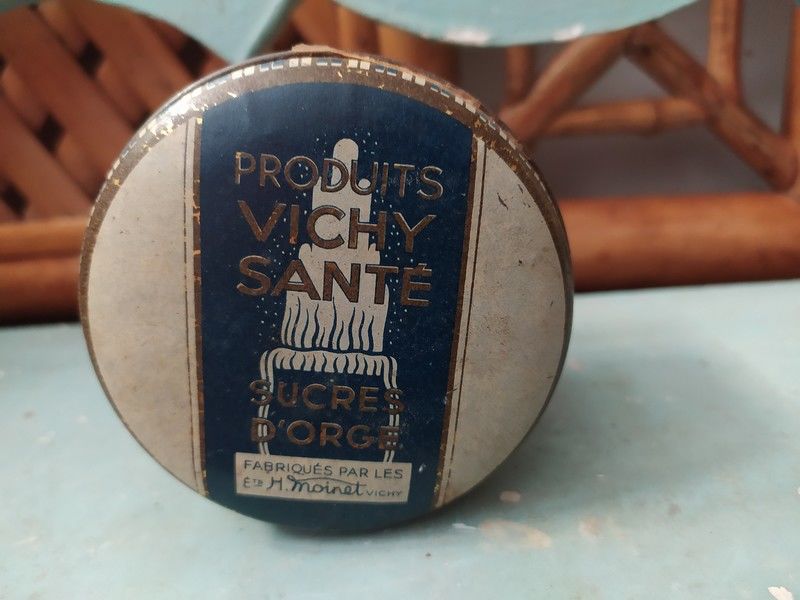 PRODUITS
VICHY
SANTÉ
SUCRES
D'ORGE
FABRIQUÉS PAR LES
ÉTS H. Moinet VICHY